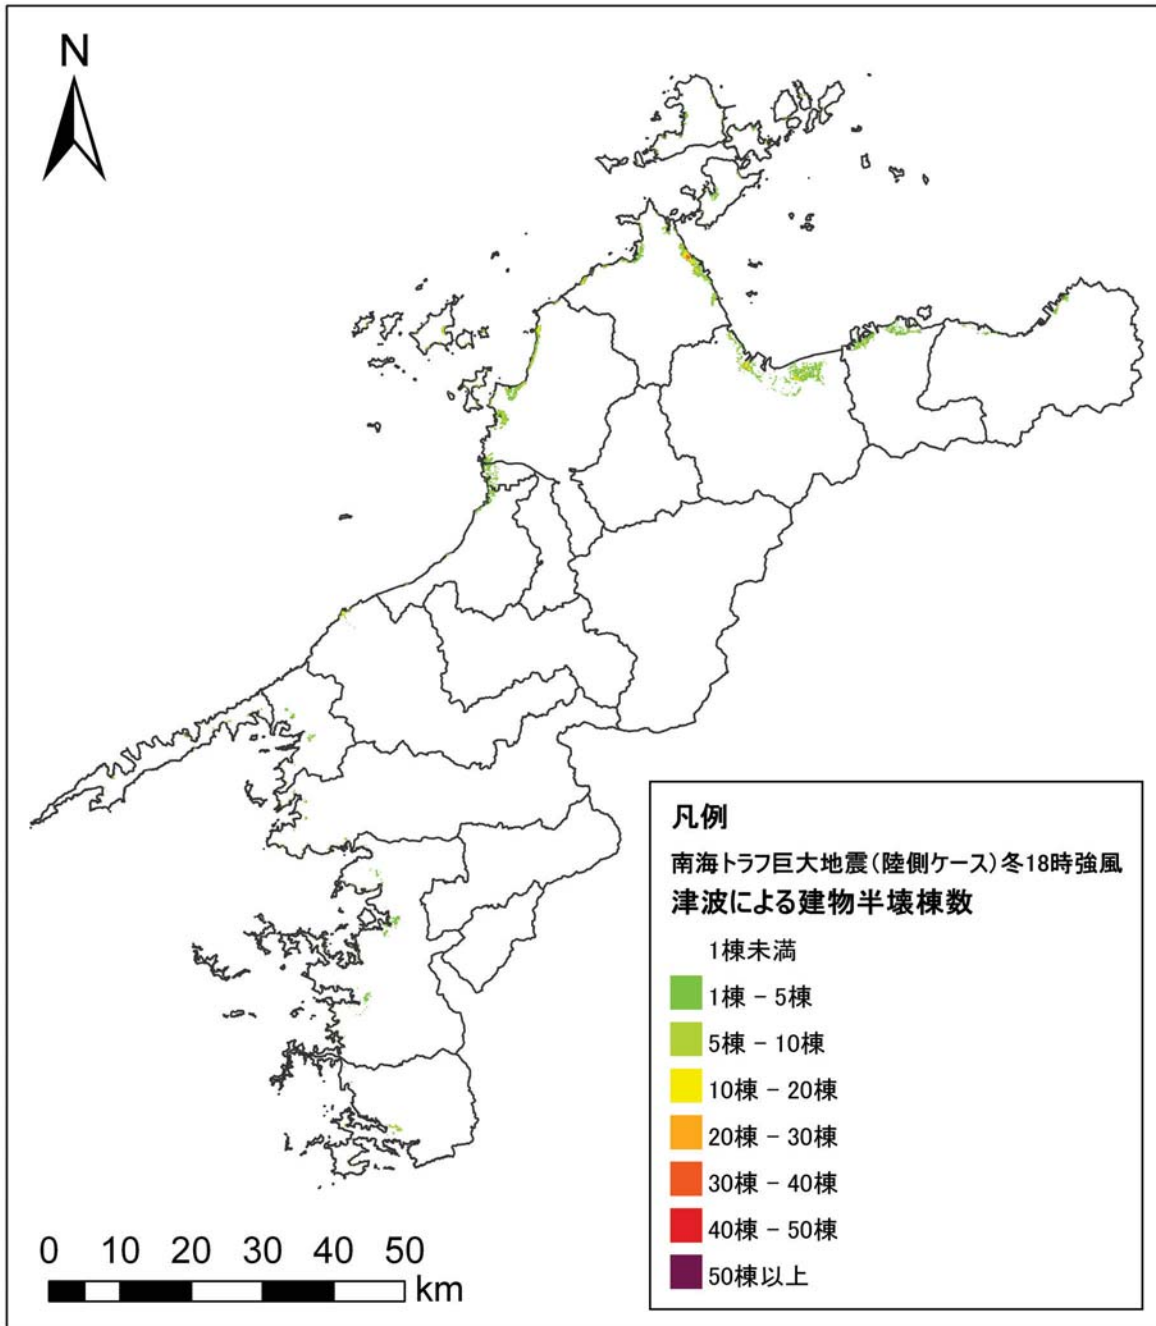 N
凡例
南海トラフ巨大地震(陸側ケース)冬18時強風
津波による建物半壊棟数
1棟未満
1棟 - 5棟
5棟 - 10棟
10棟 - 20棟
20棟 - 30棟
30棟 - 40棟
40棟 - 50棟
50棟以上
0 10 20 30 40 50
km